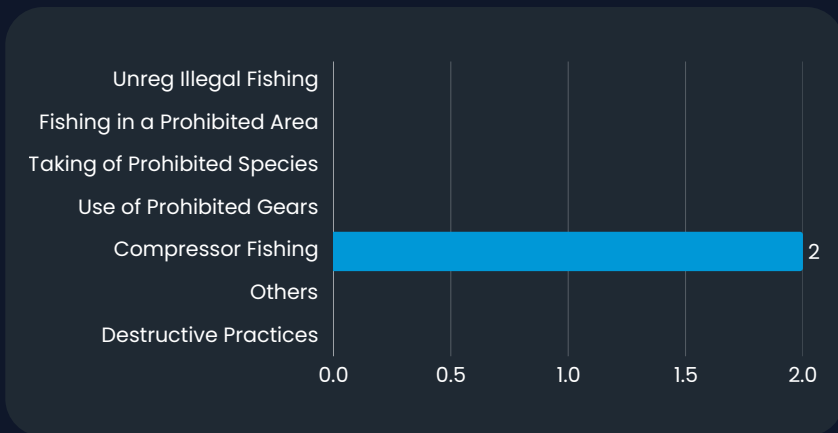 Unreg Illegal Fishing
Fishing in a Prohibited Area
Taking of Prohibited Species
Use of Prohibited Gears
Compressor Fishing 2
Others
Destructive Practices
0.0 0.5 1.0 1.5 2.0